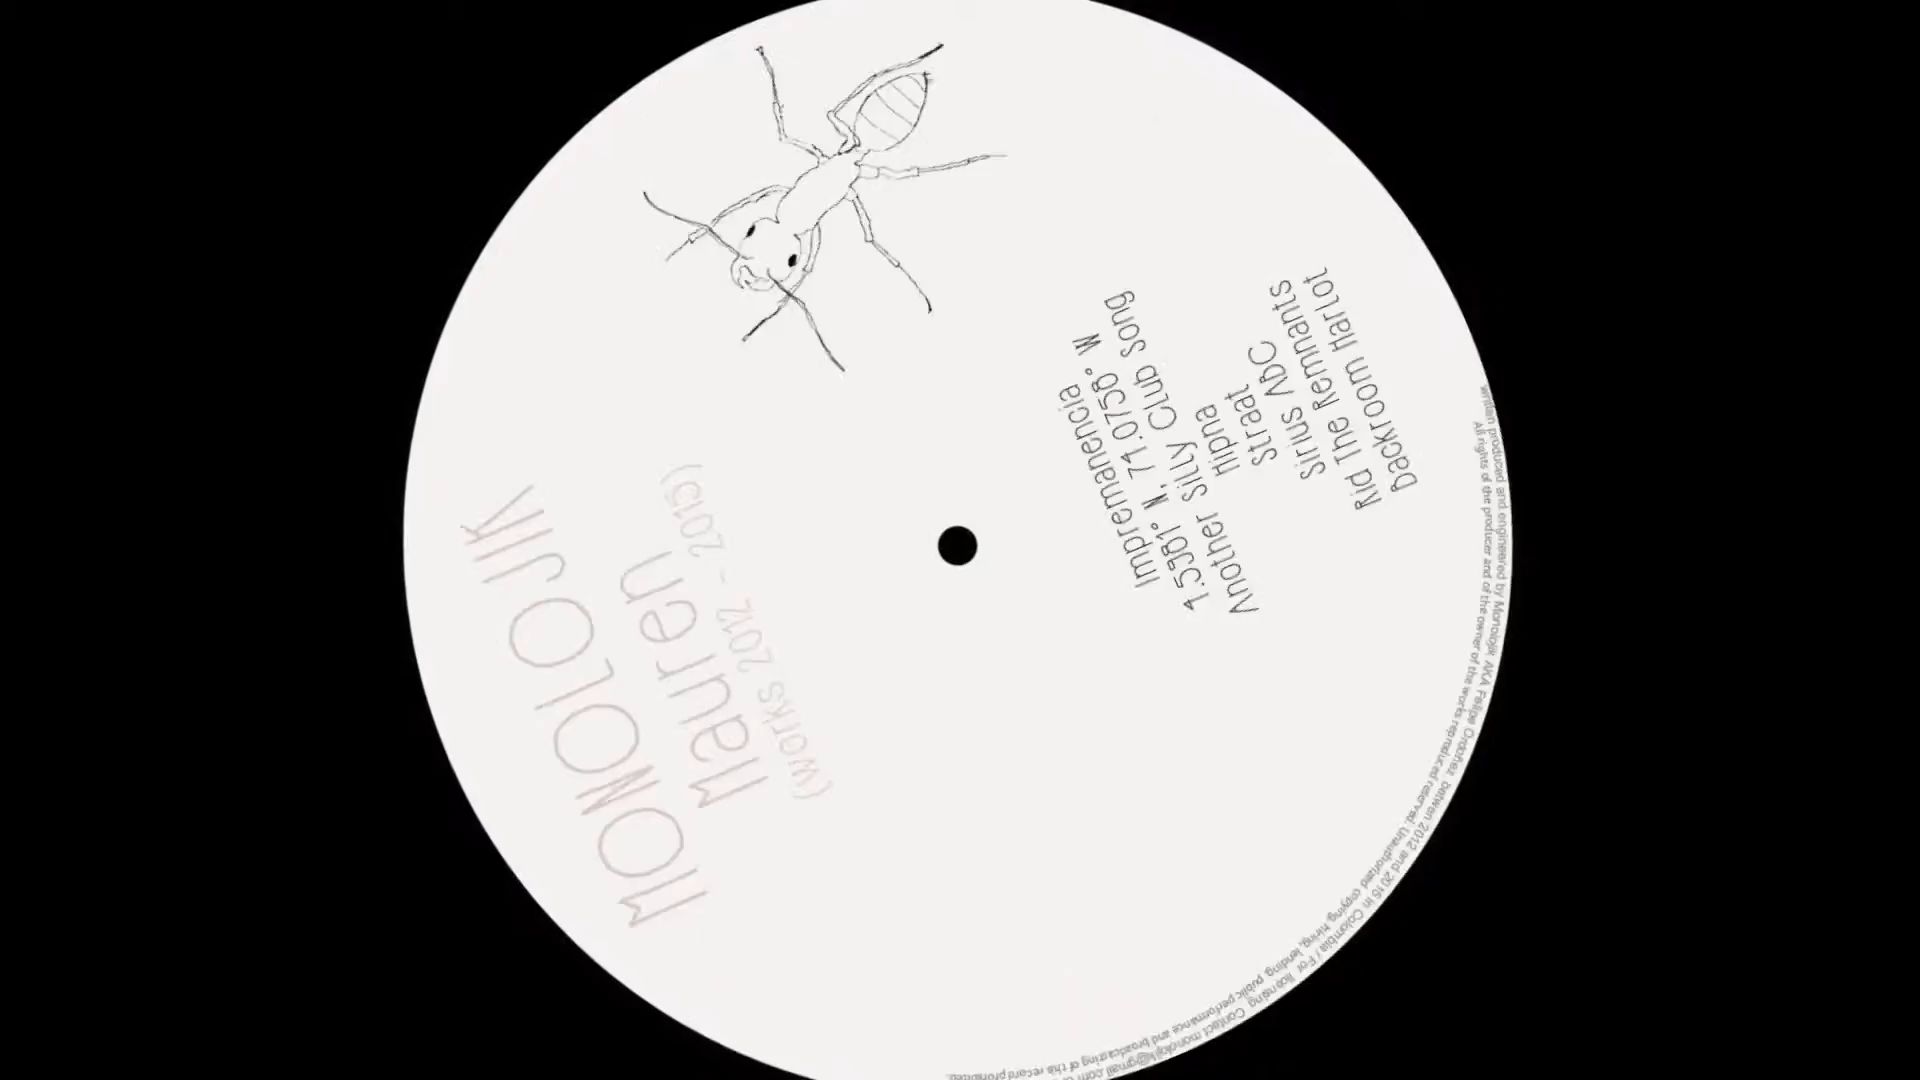 MONOLOJIK
Mauren
(works 2012 - 2015)
Impremanencia
1.5381° N, 71.0758° W
Another Silly Club song
Hipna
Straat
Sirius ABC
Rid The Remnants
Backroom Harlot
written produced and engineered by Monolojik AKA Felipe Ordoñez betwen 2012 and 2015 in Colombia / For licensing Contact monolojik@gmail.com
All rights of the producer and of the owner of the works reproduced reserved. Unauthorized copying, hiring, lending, public performance and broadcasting of this record prohibited.